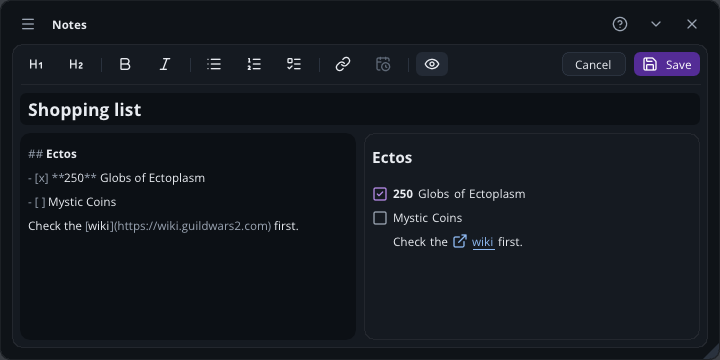 Notes
H1 H2 B I Cancel Save
Shopping list
## Ectos
- [x] **250** Globs of Ectoplasm
- [ ] Mystic Coins
Check the [wiki](https://wiki.guildwars2.com) first.
Ectos
250 Globs of Ectoplasm
Mystic Coins
Check the wiki first.